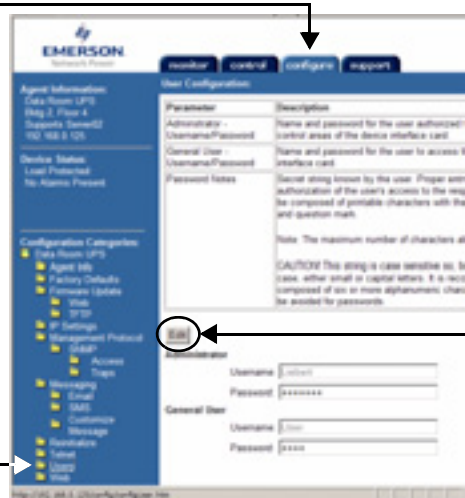 EMERSON
Network Power
monitor control configure support
Agent Information:
Data Room UPS
Bldg 2, Floor 4
Supports Server02
192.168.0.125
Device Status:
Load Protected
No Alarms Present
Configuration Categories:
Data Room UPS
Agent Info
Factory Defaults
Firmware Update
Web
TFTP
IP Settings
Management Protocol
SNMP
Access
Traps
Messaging
Email
SMS
Customize
Message
Reinitialize
Telnet
Users
Web
User Configuration:
Parameter Description
Administrator - Username/Password
Name and password for the user authorized
control areas of the device interface card.
General User - Username/Password
Name and password for the user to access
interface card.
Password Notes
Secret string known by the user. Proper
authorization of the user's access to the
be composed of printable characters with the
and question mark.
Note: The maximum number of characters
CAUTION! This string is case sensitive so,
case, either small or capital letters. It is
composed of six or more alphanumeric
be avoided for passwords.
Edit
Administrator
Username Liebert
Password ********
General User
Username User
Password ****